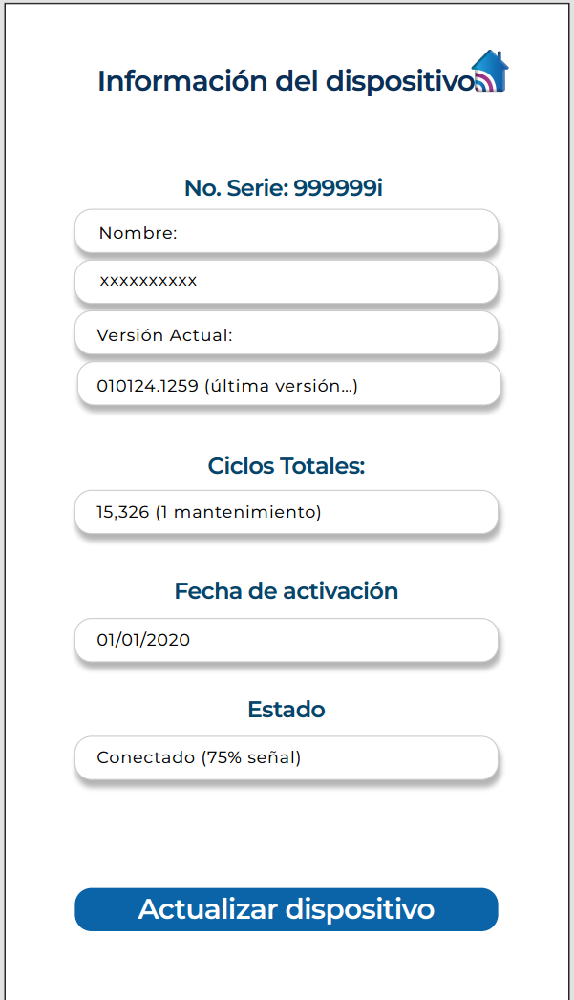 Información del dispositivo
No. Serie: 999999i
Nombre:
xxxxxxxxxx
Versión Actual:
010124.1259 (última versión...)
Ciclos Totales:
15,326 (1 mantenimiento)
Fecha de activación
01/01/2020
Estado
Conectado (75% señal)
Actualizar dispositivo